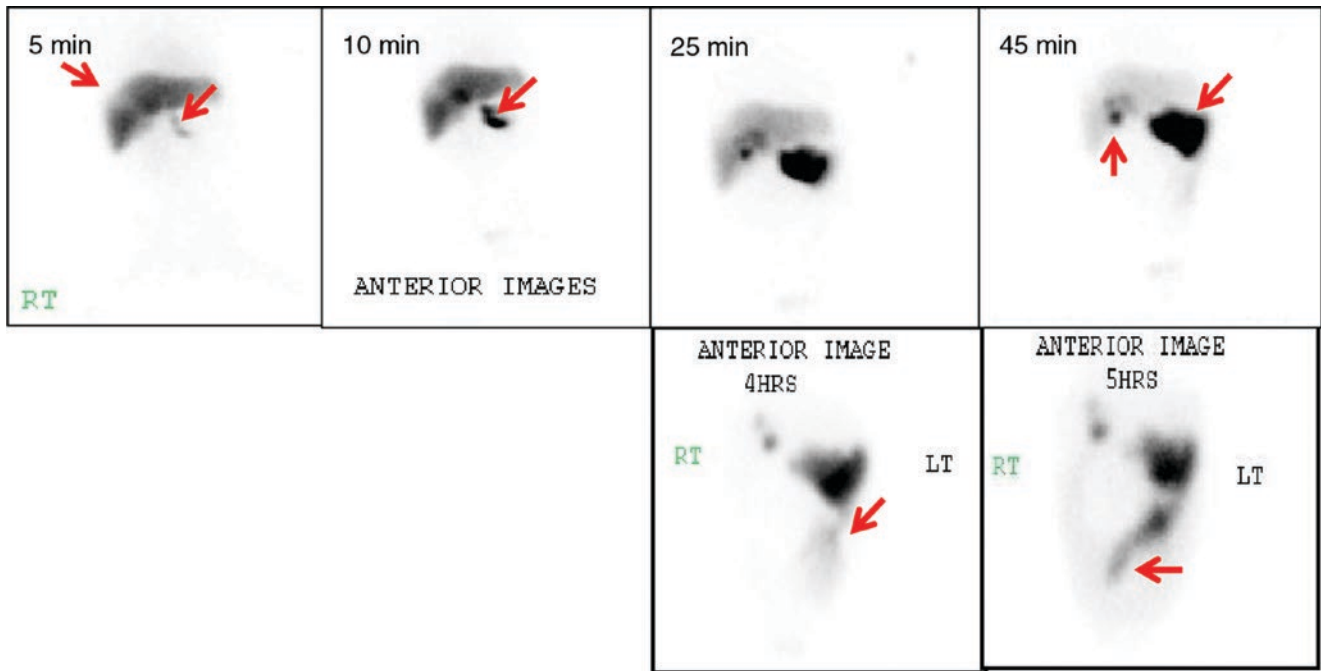 5 min
10 min
25 min
45 min
RT
ANTERIOR IMAGES
ANTERIOR IMAGE
4HRS
RT
LT
ANTERIOR IMAGE
5HRS
RT
LT